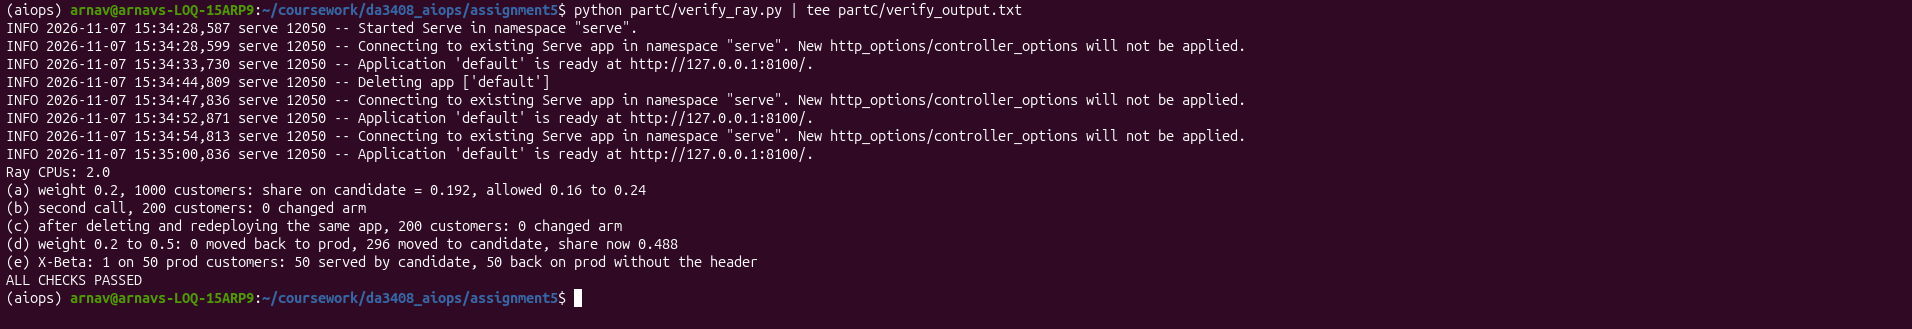 (aiops) arnav@arnavs-LOQ-15ARP9:~/coursework/da3408_aiops/assignment5$ python partC/verify_ray.py | tee partC/verify_output.txt
INFO 2026-11-07 15:34:28,587 serve 12050 -- Started Serve in namespace "serve".
INFO 2026-11-07 15:34:28,599 serve 12050 -- Connecting to existing Serve app in namespace "serve". New http_options/controller_options will not be applied.
INFO 2026-11-07 15:34:33,730 serve 12050 -- Application 'default' is ready at http://127.0.0.1:8100/.
INFO 2026-11-07 15:34:44,809 serve 12050 -- Deleting app ['default']
INFO 2026-11-07 15:34:47,836 serve 12050 -- Connecting to existing Serve app in namespace "serve". New http_options/controller_options will not be applied.
INFO 2026-11-07 15:34:52,871 serve 12050 -- Application 'default' is ready at http://127.0.0.1:8100/.
INFO 2026-11-07 15:34:54,813 serve 12050 -- Connecting to existing Serve app in namespace "serve". New http_options/controller_options will not be applied.
INFO 2026-11-07 15:35:00,836 serve 12050 -- Application 'default' is ready at http://127.0.0.1:8100/.
Ray CPUs: 2.0
(a) weight 0.2, 1000 customers: share on candidate = 0.192, allowed 0.16 to 0.24
(b) second call, 200 customers: 0 changed arm
(c) after deleting and redeploying the same app, 200 customers: 0 changed arm
(d) weight 0.2 to 0.5: 0 moved back to prod, 296 moved to candidate, share now 0.488
(e) X-Beta: 1 on 50 prod customers: 50 served by candidate, 50 back on prod without the header
ALL CHECKS PASSED
(aiops) arnav@arnavs-LOQ-15ARP9:~/coursework/da3408_aiops/assignment5$